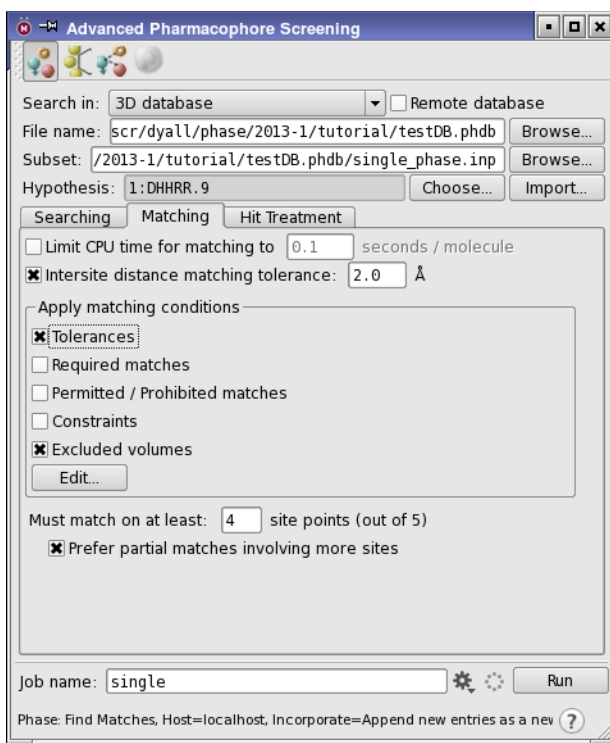 Advanced Pharmacophore Screening
Search in: 3D database Remote database
File name: scr/dyall/phase/2013-1/tutorial/testDB.phdb Browse...
Subset: /2013-1/tutorial/testDB.phdb/single_phase.inp Browse...
Hypothesis: 1:DHHRR.9 Choose... Import...
Searching Matching Hit Treatment
Limit CPU time for matching to 0.1 seconds / molecule
Intersite distance matching tolerance: 2.0 Å
Apply matching conditions
Tolerances
Required matches
Permitted / Prohibited matches
Constraints
Excluded volumes
Edit...
Must match on at least: 4 site points (out of 5)
Prefer partial matches involving more sites
Job name: single Run
Phase: Find Matches, Host=localhost, Incorporate=Append new entries as a nev ?